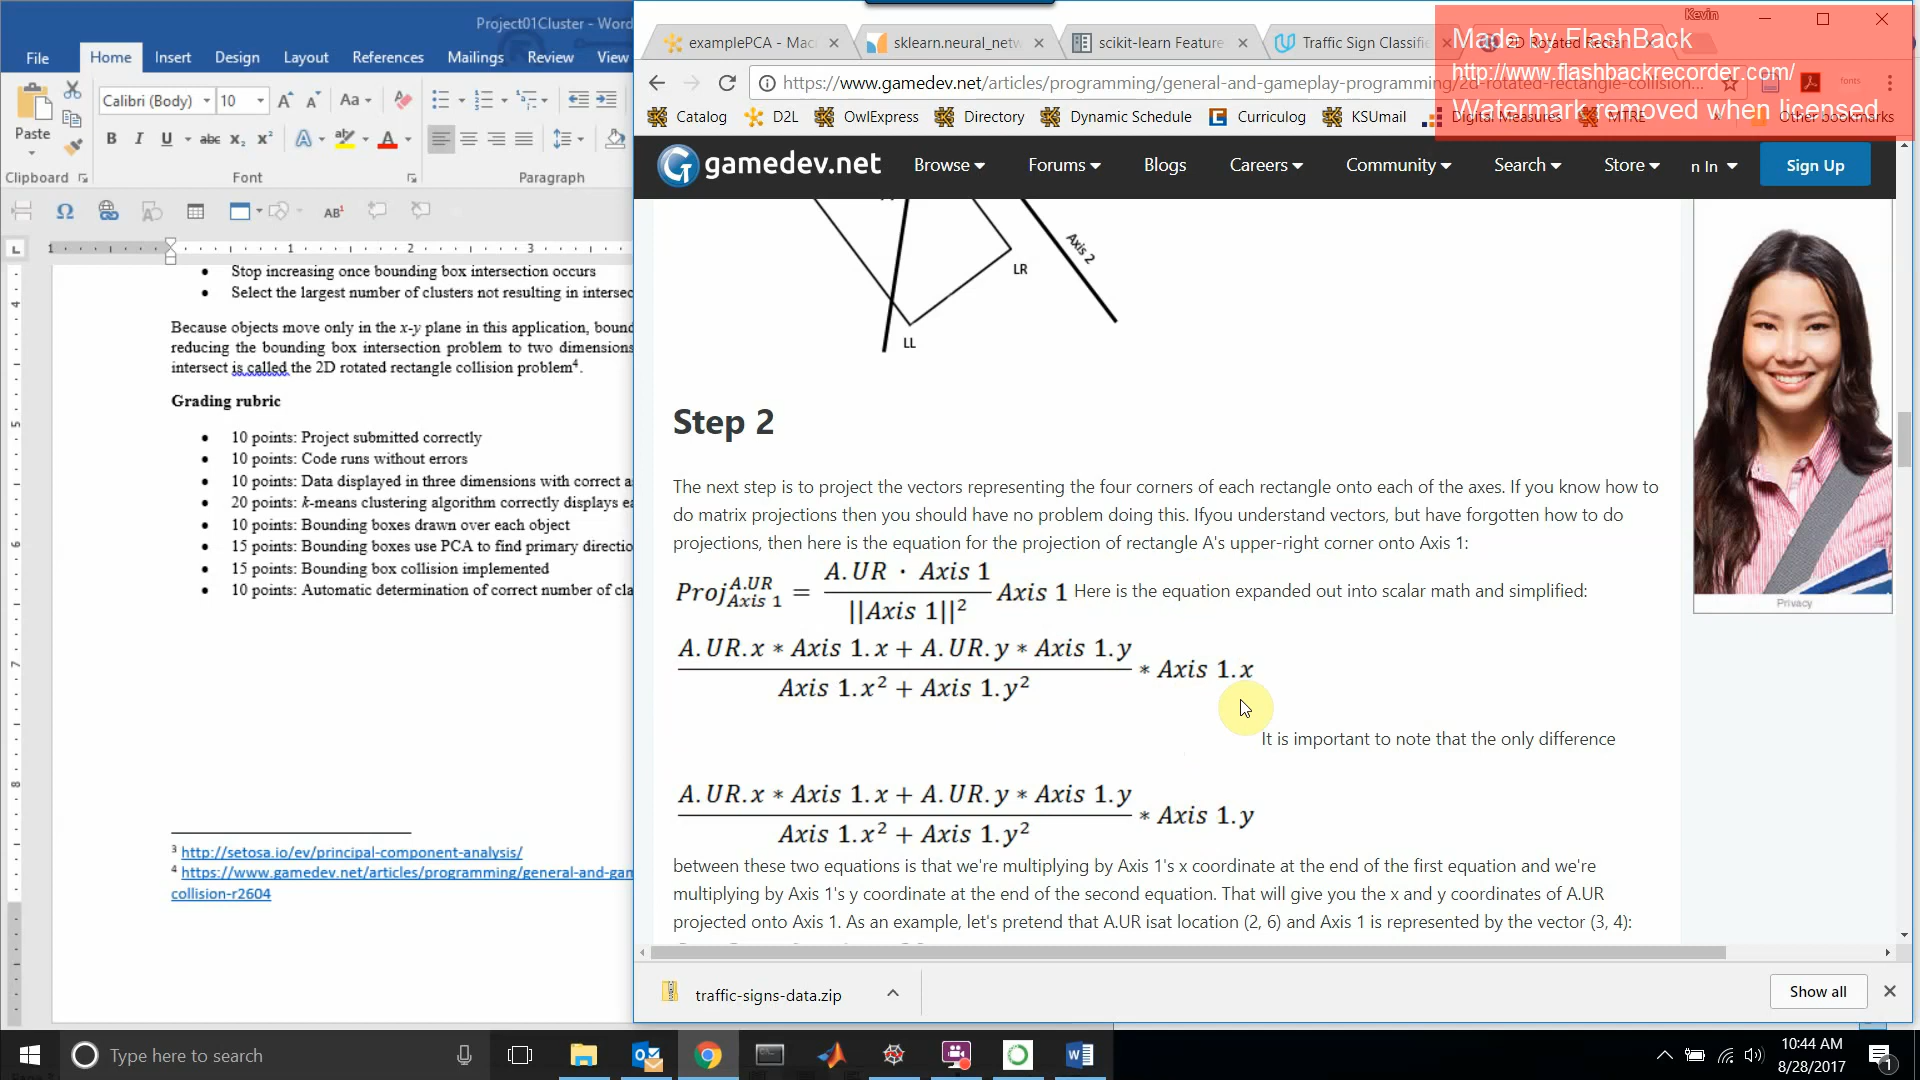 Project01Cluster - Word
File Home Insert Design Layout References Mailings Review View
Calibri (Body) 10
Paste
Clipboard Font Paragraph
Stop increasing once bounding box intersection occurs
Select the largest number of clusters not resulting in intersec
Because objects move only in the x-y plane in this application, bound
reducing the bounding box intersection problem to two dimensions
intersect is called the 2D rotated rectangle collision problem⁴.
Grading rubric
10 points: Project submitted correctly
10 points: Code runs without errors
10 points: Data displayed in three dimensions with correct a
20 points: k-means clustering algorithm correctly displays ea
10 points: Bounding boxes drawn over each object
15 points: Bounding boxes use PCA to find primary directio
15 points: Bounding box collision implemented
10 points: Automatic determination of correct number of cla
³ http://setosa.io/ev/principal-component-analysis/
⁴ https://www.gamedev.net/articles/programming/general-and-gam
collision-r2604
Kevin
examplePCA - Mac
sklearn.neural_netw
scikit-learn Feature
Traffic Sign Classifi
2D Rotated Recta
Made by FlashBack
http://www.flashbackrecorder.com/
Watermark removed when licensed
https://www.gamedev.net/articles/programming/general-and-gameplay-programming/2d-rotated-rectangle-collision...
Catalog D2L OwlExpress Directory Dynamic Schedule Curriculog KSUmail Digital Measures MTRE Other bookmarks
gamedev.net Browse Forums Blogs Careers Community Search Store n In Sign Up
Axis 2
LR
LL
Step 2
The next step is to project the vectors representing the four corners of each rectangle onto each of the axes. If you know how to
do matrix projections then you should have no problem doing this. Ifyou understand vectors, but have forgotten how to do
projections, then here is the equation for the projection of rectangle A's upper-right corner onto Axis 1:
Proj^{A.UR}_{Axis 1} = (A.UR · Axis 1) / ||Axis 1||² Axis 1 Here is the equation expanded out into scalar math and simplified:
(A.UR.x * Axis 1.x + A.UR.y * Axis 1.y) / (Axis 1.x² + Axis 1.y²) * Axis 1.x
It is important to note that the only difference
(A.UR.x * Axis 1.x + A.UR.y * Axis 1.y) / (Axis 1.x² + Axis 1.y²) * Axis 1.y
between these two equations is that we're multiplying by Axis 1's x coordinate at the end of the first equation and we're
multiplying by Axis 1's y coordinate at the end of the second equation. That will give you the x and y coordinates of A.UR
projected onto Axis 1. As an example, let's pretend that A.UR isat location (2, 6) and Axis 1 is represented by the vector (3, 4):
Privacy
traffic-signs-data.zip
Show all
Type here to search
10:44 AM
8/28/2017
1